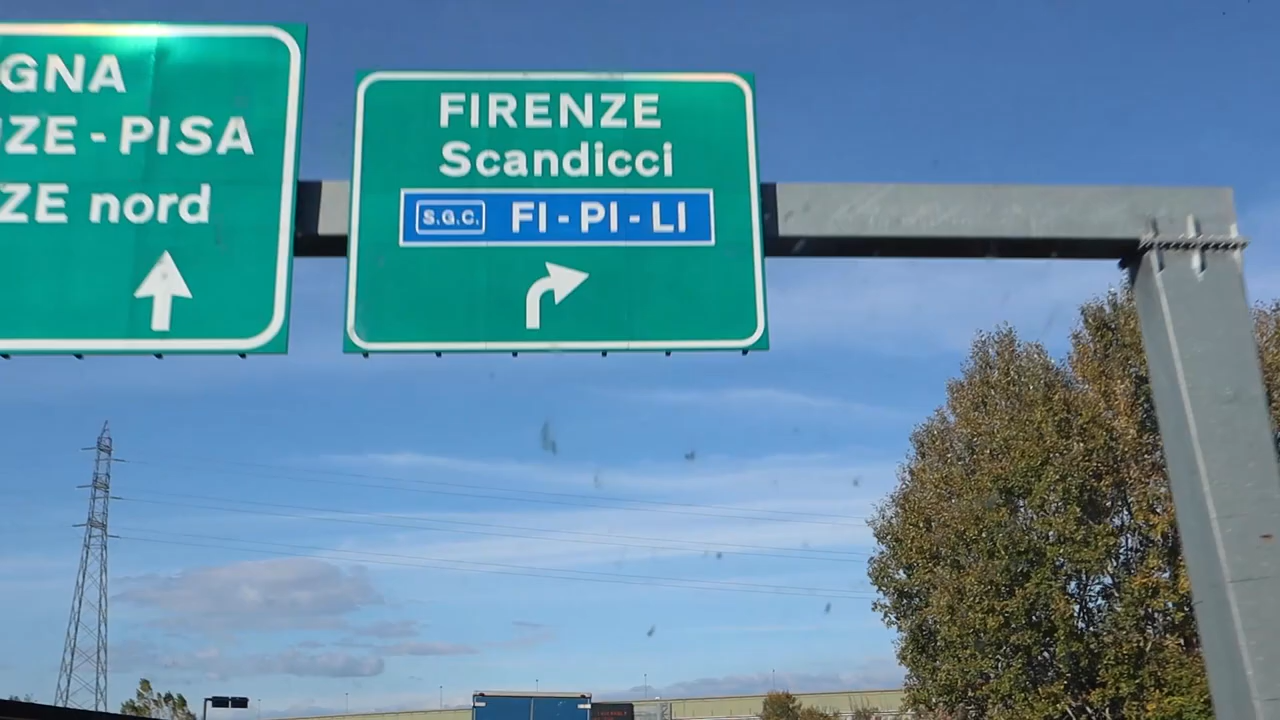 GNA
ZE - PISA
ZE nord
FIRENZE
Scandicci
S.G.C. FI - PI - LI